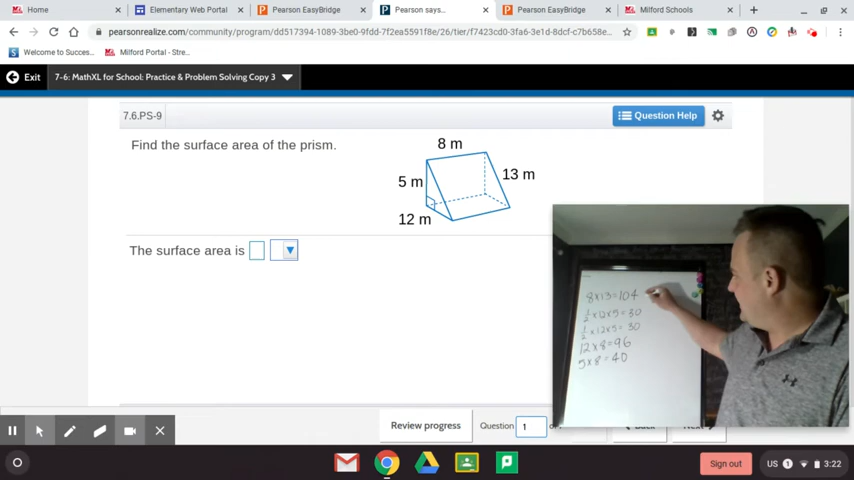 Home
Elementary Web Portal
Pearson EasyBridge
Pearson says...
Pearson EasyBridge
Milford Schools
pearsonrealize.com/community/program/dd517394-1089-3be0-9fdd-7f2ea5591f8e/26/tier/f7423cd0-3fa6-3e1d-8dcf-c7b658e...
Welcome to Succes...
Milford Portal - Stre...
Exit
7-6: MathXL for School: Practice & Problem Solving Copy 3
7.6.PS-9
Question Help
Find the surface area of the prism.
8 m
5 m
13 m
12 m
The surface area is
8×13=104
½×12×5=30
½×12×5=30
12×8=96
5×8=40
Review progress
Question
1
Back
Next
Sign out
US
1
3:22